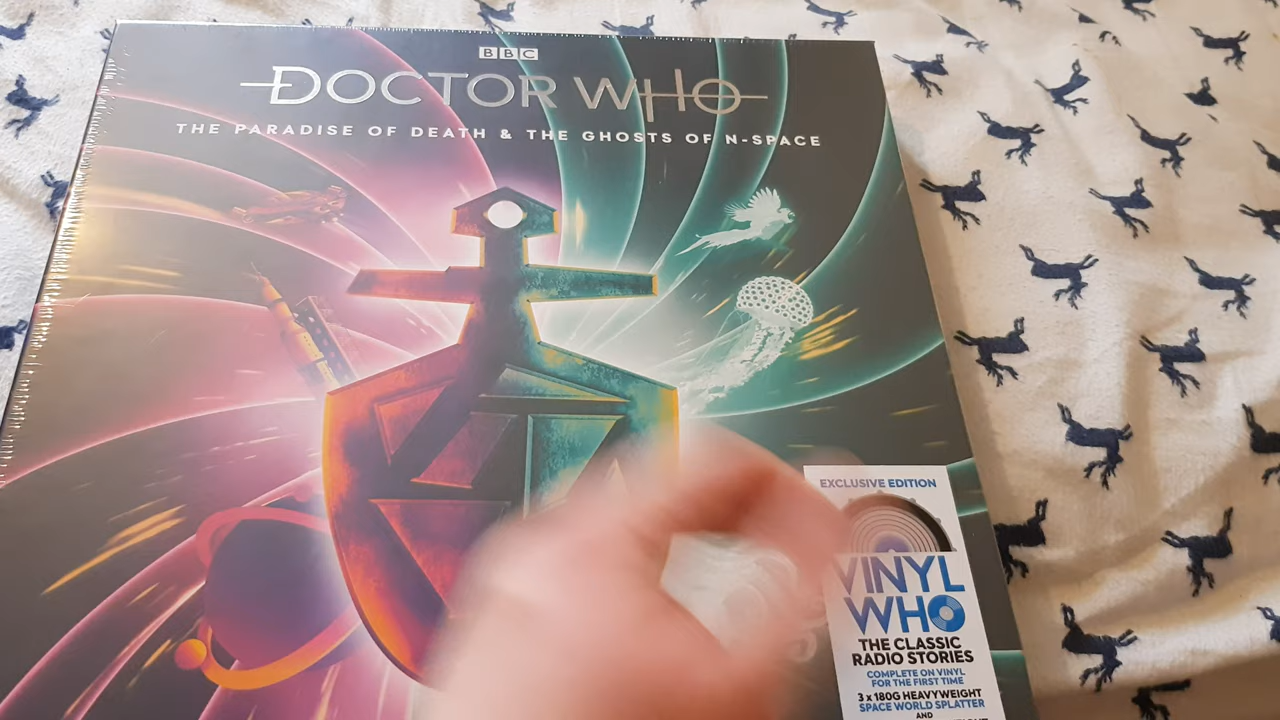 BBC
DOCTOR WHO
THE PARADISE OF DEATH & THE GHOSTS OF N-SPACE
EXCLUSIVE EDITION
VINYL
WHO
THE CLASSIC
RADIO STORIES
COMPLETE ON VINYL
FOR THE FIRST TIME
3 x 180G HEAVYWEIGHT
SPACE WORLD SPLATTER
AND